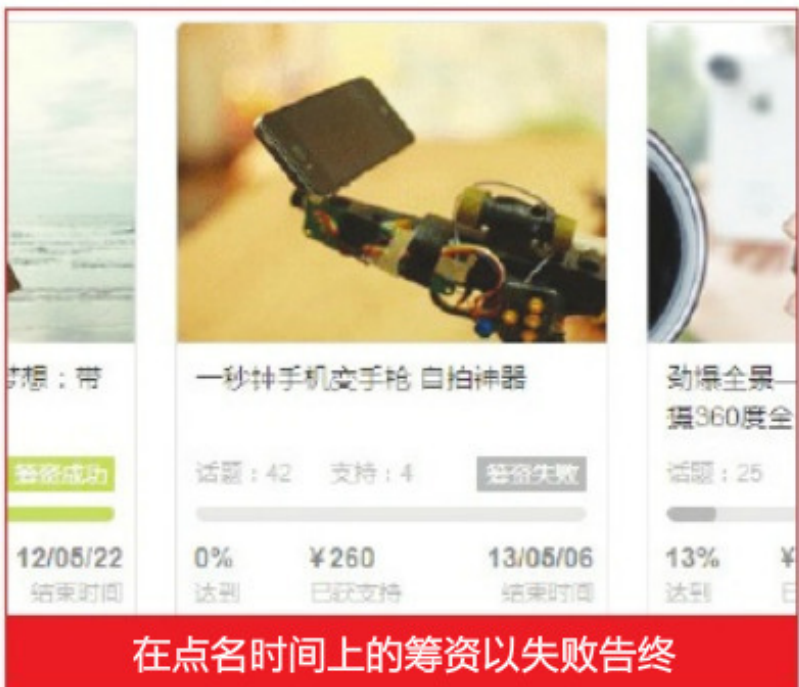 梦想：带
筹资成功
12/05/22
结束时间
一秒钟手机变手枪 自拍神器
话题：42 支持：4 筹资失败
0% ¥260 13/05/06
达到 已获支持 结束时间
劲爆全景—
摄360度全
话题：25
13% ¥
达到
在点名时间上的筹资以失败告终